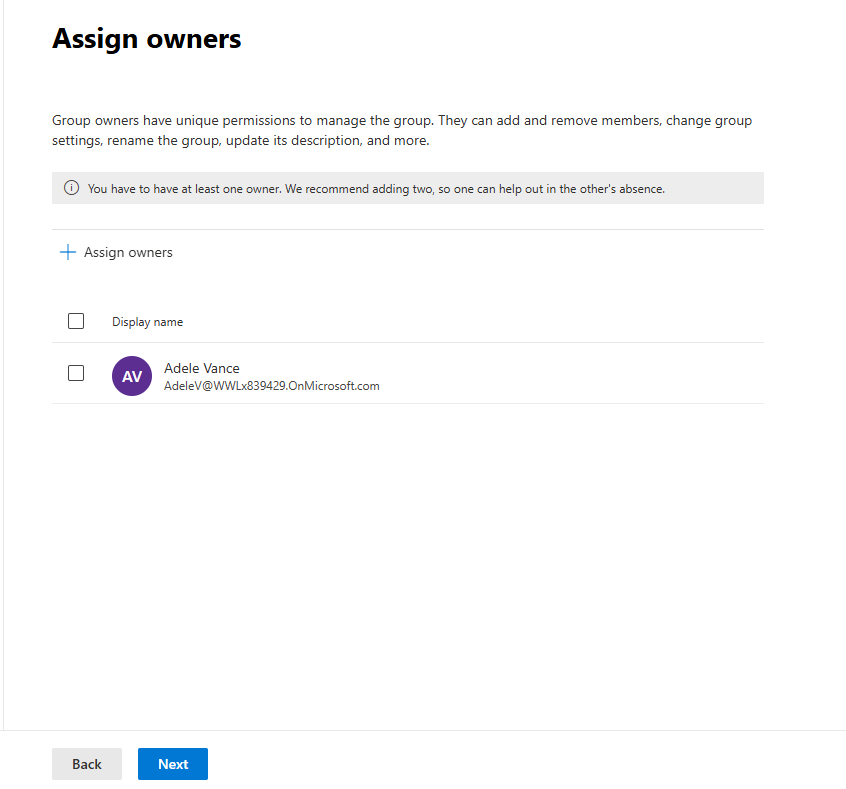 Assign owners
Group owners have unique permissions to manage the group. They can add and remove members, change group
settings, rename the group, update its description, and more.
You have to have at least one owner. We recommend adding two, so one can help out in the other's absence.
Assign owners
Display name
AV
Adele Vance
AdeleV@WWLx839429.OnMicrosoft.com
Back
Next